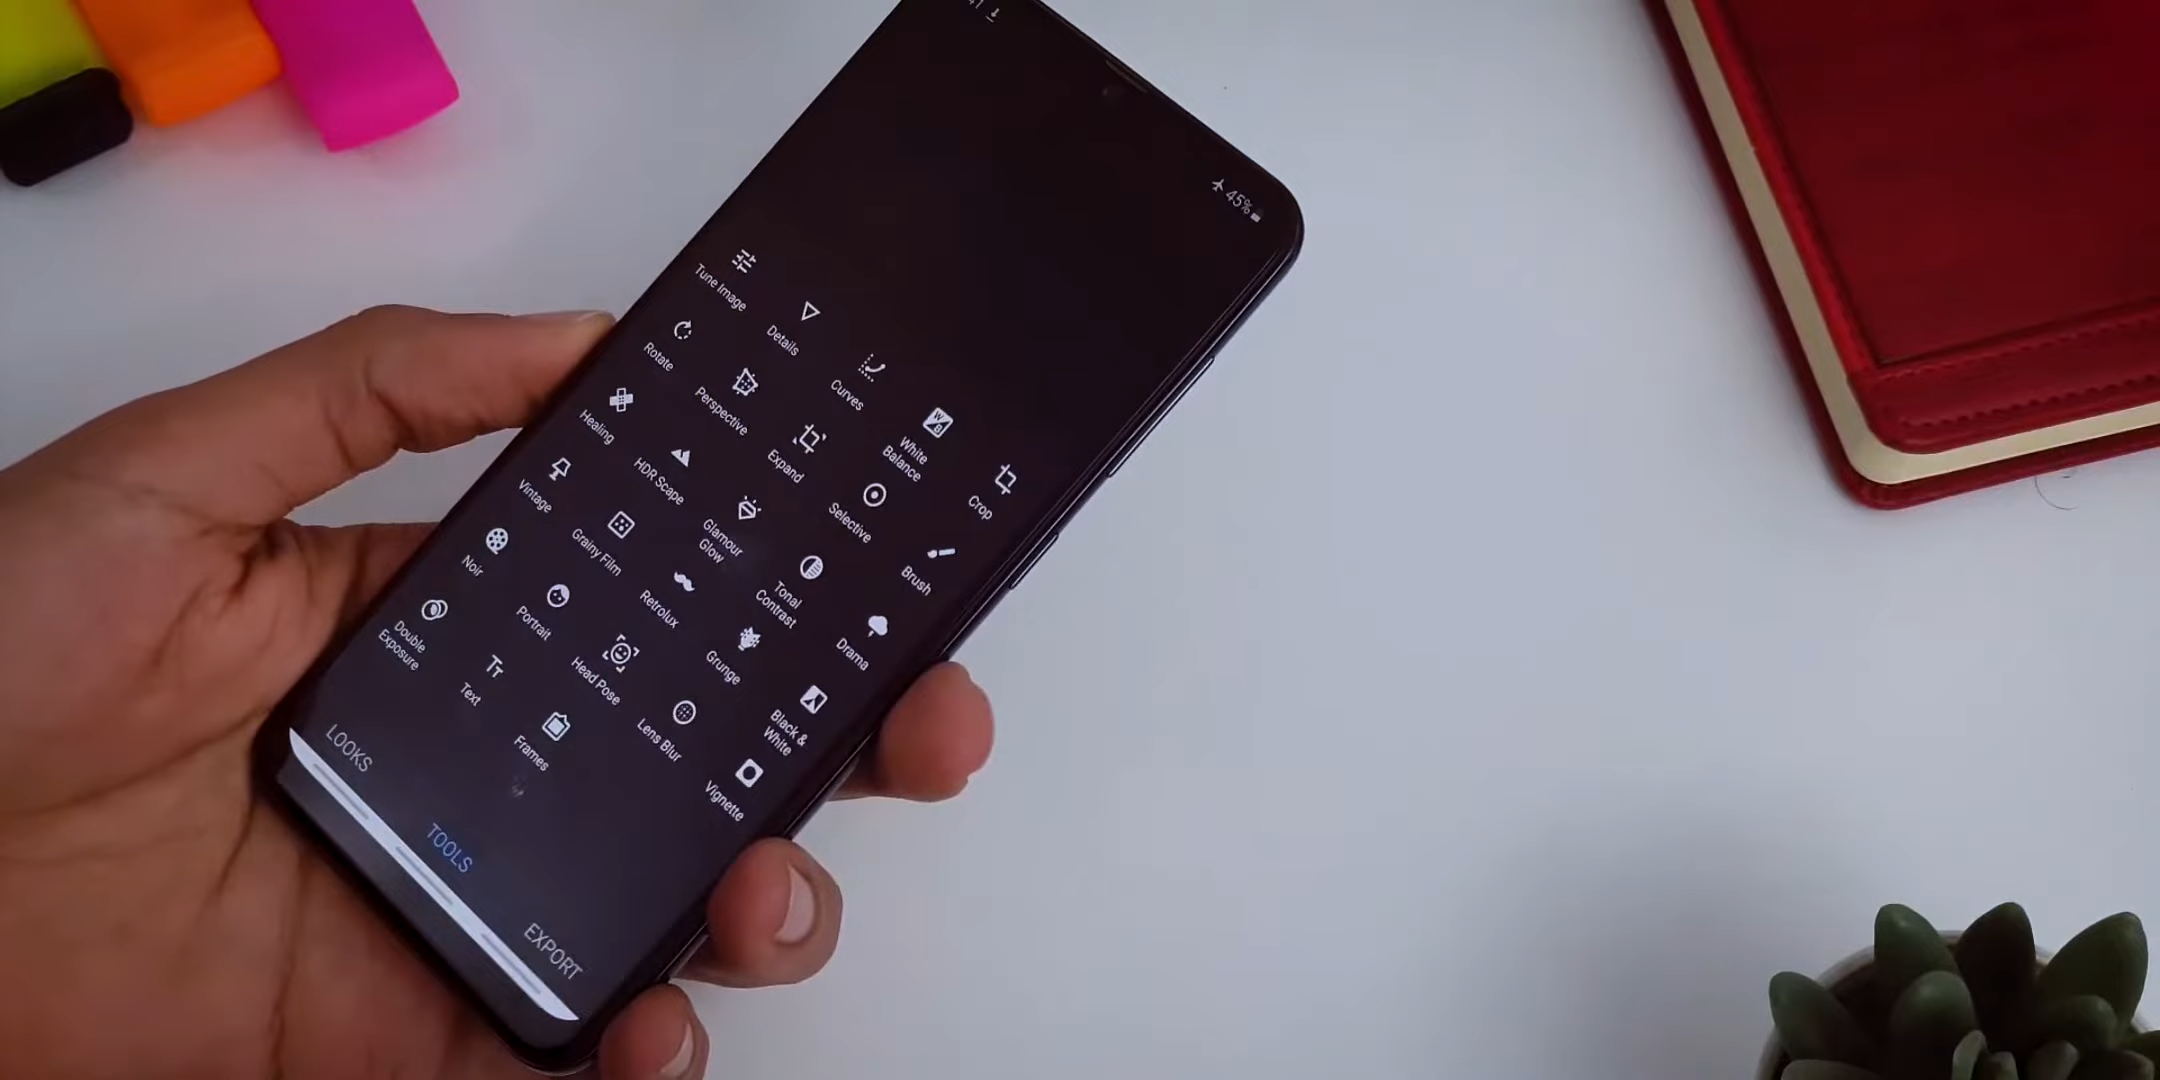 41
45%
Tune Image
Details
Curves
White
Balance
Crop
Rotate
Perspective
Expand
Selective
Brush
Healing
HDR Scape
Glamour
Glow
Tonal
Contrast
Drama
Vintage
Grainy Film
Retrolux
Grunge
Black &
White
Noir
Portrait
Head Pose
Lens Blur
Vignette
Double
Exposure
Text
Frames
LOOKS
TOOLS
EXPORT